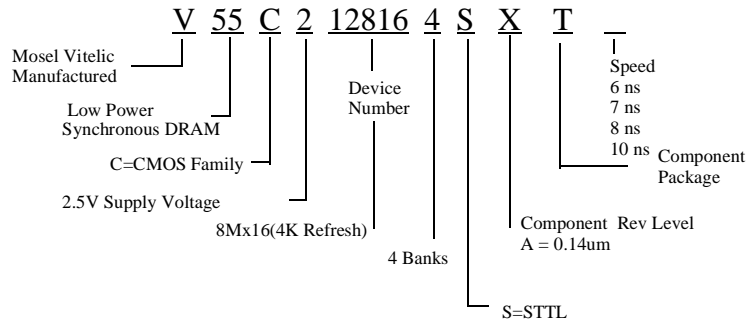 V 55 C 2 12816 4 S X T _
Mosel Vitelic
Manufactured
Low Power
Synchronous DRAM
C=CMOS Family
2.5V Supply Voltage
Device
Number
8Mx16(4K Refresh)
4 Banks
S=STTL
Component Rev Level
A = 0.14um
Component
Package
Speed
6 ns
7 ns
8 ns
10 ns